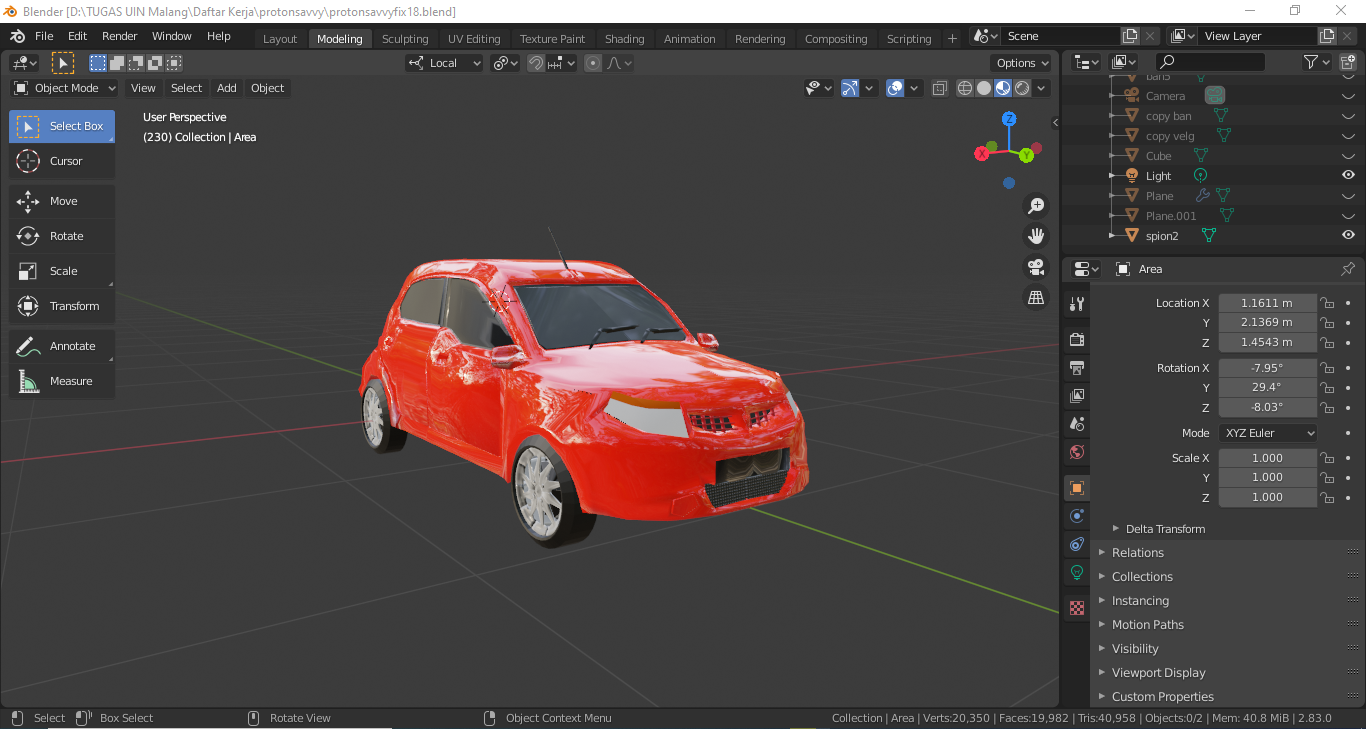 Blender [D:\TUGAS UIN Malang\Daftar Kerja\protonsavvy\protonsavvyfix18.blend]
File Edit Render Window Help
Layout Modeling Sculpting UV Editing Texture Paint Shading Animation Rendering Compositing Scripting +
Scene
View Layer
Local
Options
Object Mode View Select Add Object
User Perspective
(230) Collection | Area
Select Box
Cursor
Move
Rotate
Scale
Transform
Annotate
Measure
Z
X
Y
ban5
Camera
copy ban
copy velg
Cube
Light
Plane
Plane.001
spion2
Area
Location X 1.1611 m
Y 2.1369 m
Z 1.4543 m
Rotation X -7.95°
Y 29.4°
Z -8.03°
Mode XYZ Euler
Scale X 1.000
Y 1.000
Z 1.000
Delta Transform
Relations
Collections
Instancing
Motion Paths
Visibility
Viewport Display
Custom Properties
Select Box Select Rotate View Object Context Menu
Collection | Area | Verts:20,350 | Faces:19,982 | Tris:40,958 | Objects:0/2 | Mem: 40.8 MiB | 2.83.0